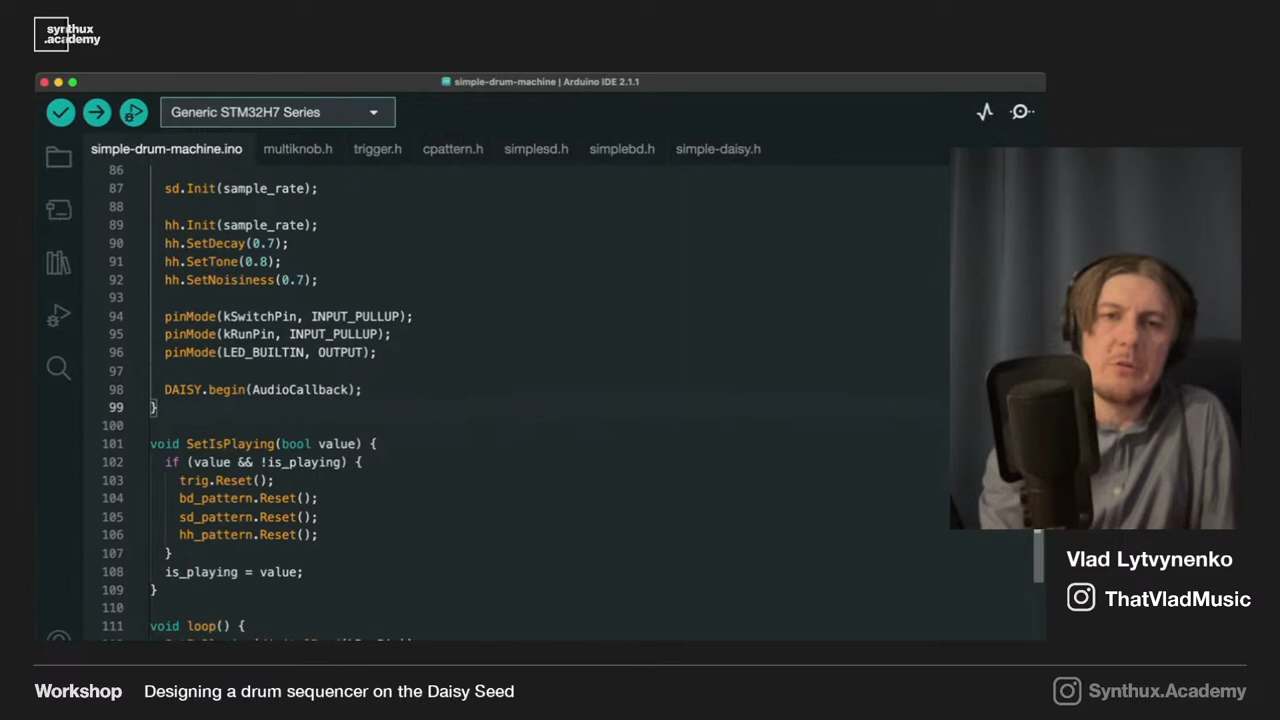 synthux
.academy
simple-drum-machine | Arduino IDE 2.1.1
Generic STM32H7 Series
simple-drum-machine.ino multiknob.h trigger.h cpattern.h simplesd.h simplebd.h simple-daisy.h
86
87 sd.Init(sample_rate);
88
89 hh.Init(sample_rate);
90 hh.SetDecay(0.7);
91 hh.SetTone(0.8);
92 hh.SetNoisiness(0.7);
93
94 pinMode(kSwitchPin, INPUT_PULLUP);
95 pinMode(kRunPin, INPUT_PULLUP);
96 pinMode(LED_BUILTIN, OUTPUT);
97
98 DAISY.begin(AudioCallback);
99 }
100
101 void SetIsPlaying(bool value) {
102 if (value && !is_playing) {
103 trig.Reset();
104 bd_pattern.Reset();
105 sd_pattern.Reset();
106 hh_pattern.Reset();
107 }
108 is_playing = value;
109 }
110
111 void loop() {
Vlad Lytvynenko
ThatVladMusic
Workshop Designing a drum sequencer on the Daisy Seed
Synthux.Academy